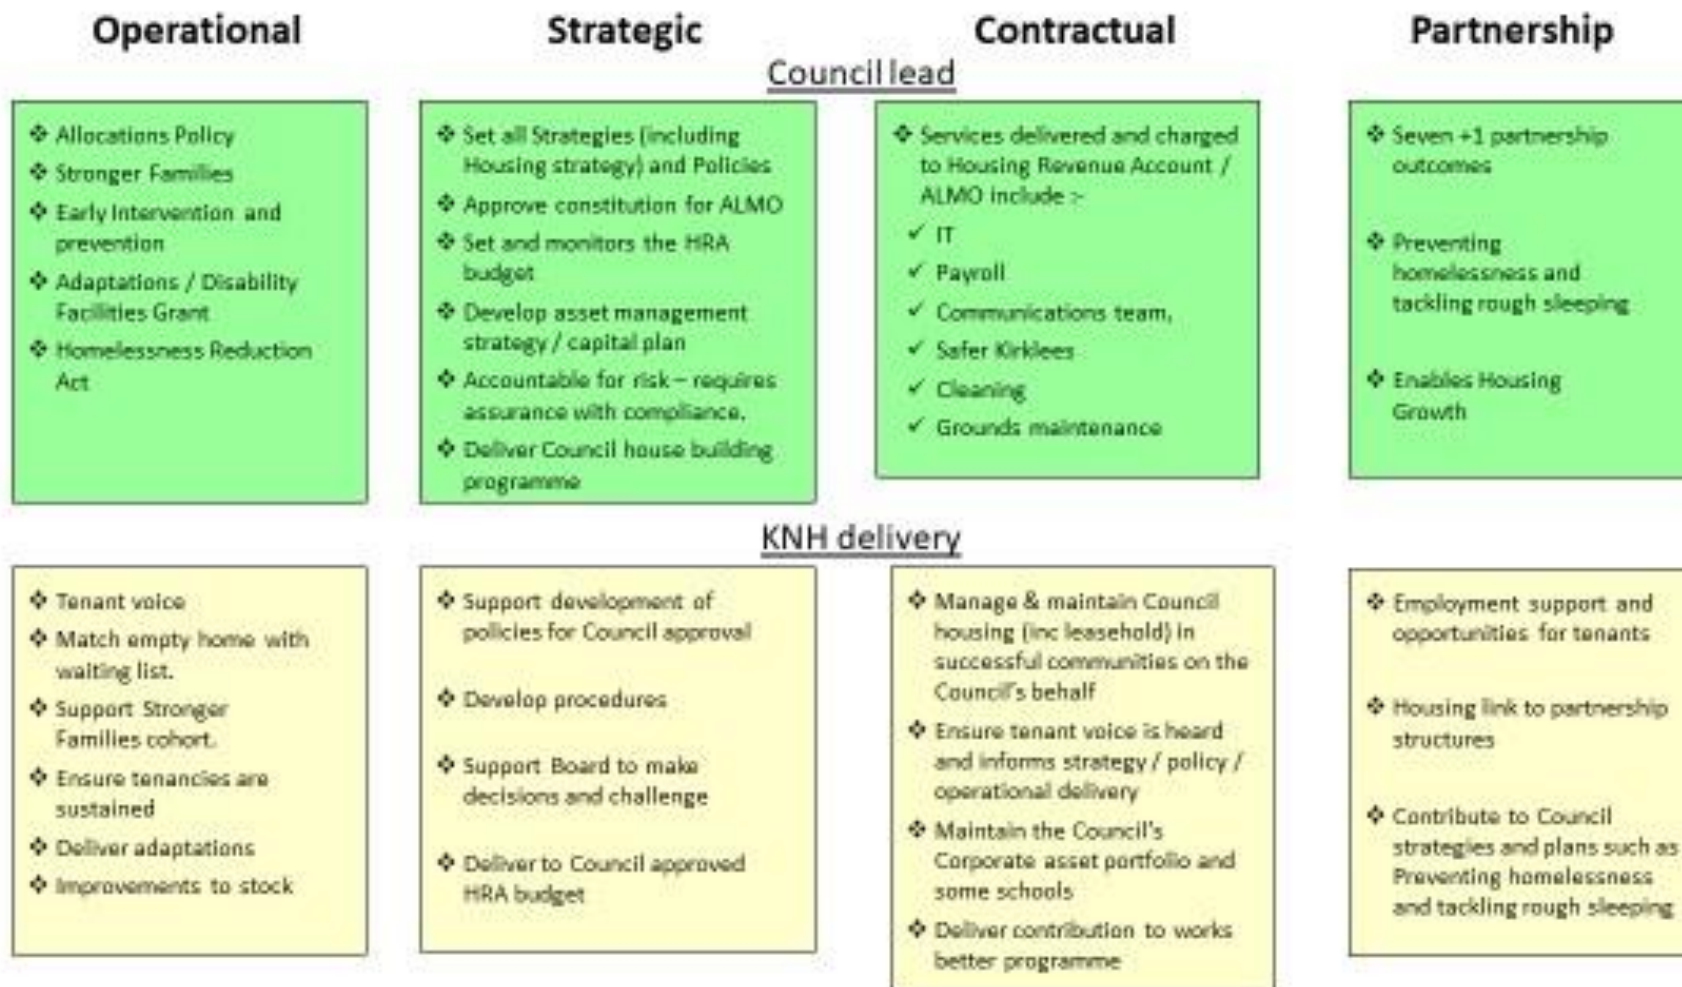 Operational
Strategic
Contractual
Partnership
Council lead
❖ Allocations Policy
❖ Stronger Families
❖ Early Intervention and
prevention
❖ Adaptations / Disability
Facilities Grant
❖ Homelessness Reduction
Act
❖ Set all Strategies (including
Housing strategy) and Policies
❖ Approve constitution for ALMO
❖ Set and monitors the HRA
budget
❖ Develop asset management
strategy / capital plan
❖ Accountable for risk – requires
assurance with compliance.
❖ Deliver Council house building
programme
❖ Services delivered and charged
to Housing Revenue Account /
ALMO include :-
✓ IT
✓ Payroll
✓ Communications team,
✓ Safer Kirklees
✓ Cleaning
✓ Grounds maintenance
❖ Seven +1 partnership
outcomes
❖ Preventing
homelessness and
tackling rough sleeping
❖ Enables Housing
Growth
KNH delivery
❖ Tenant voice
❖ Match empty home with
waiting list.
❖ Support Stronger
Families cohort.
❖ Ensure tenancies are
sustained
❖ Deliver adaptations
❖ Improvements to stock
❖ Support development of
policies for Council approval
❖ Develop procedures
❖ Support Board to make
decisions and challenge
❖ Deliver to Council approved
HRA budget
❖ Manage & maintain Council
housing (inc leasehold) in
successful communities on the
Council's behalf
❖ Ensure tenant voice is heard
and informs strategy / policy /
operational delivery
❖ Maintain the Council's
Corporate asset portfolio and
some schools
❖ Deliver contribution to works
better programme
❖ Employment support and
opportunities for tenants
❖ Housing link to partnership
structures
❖ Contribute to Council
strategies and plans such as
Preventing homelessness
and tackling rough sleeping